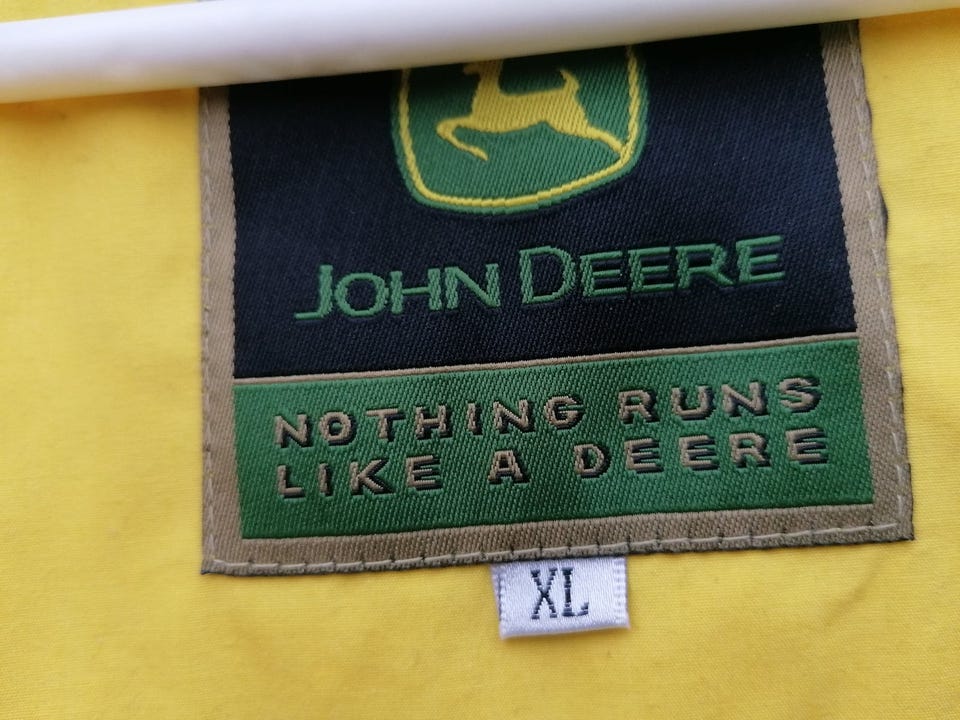 JOHN DEERE
NOTHING RUNS
LIKE A DEERE
XL